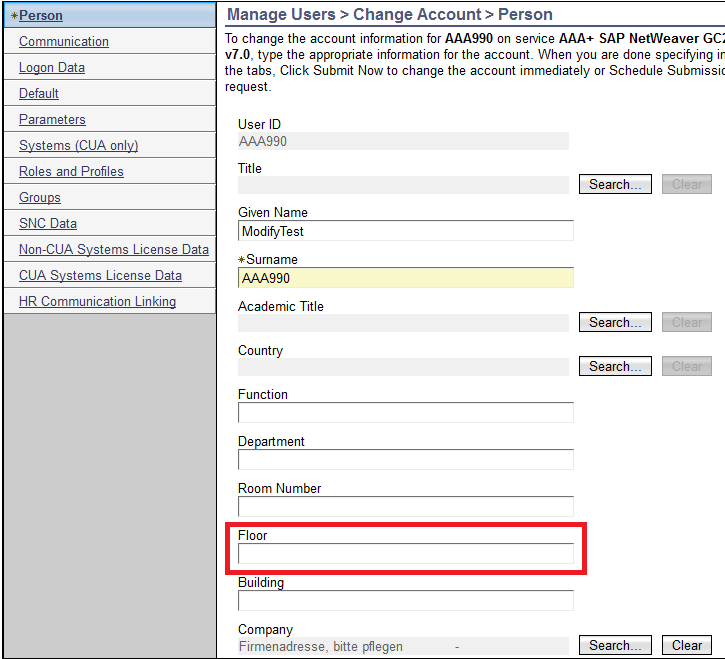 *Person
Communication
Logon Data
Default
Parameters
Systems (CUA only)
Roles and Profiles
Groups
SNC Data
Non-CUA Systems License Data
CUA Systems License Data
HR Communication Linking
Manage Users > Change Account > Person
To change the account information for AAA990 on service AAA+ SAP NetWeaver GC2
v7.0, type the appropriate information for the account. When you are done specifying in
the tabs, Click Submit Now to change the account immediately or Schedule Submissio
request.
User ID
AAA990
Title
Search... Clear
Given Name
ModifyTest
*Surname
AAA990
Academic Title
Search... Clear
Country
Search... Clear
Function
Department
Room Number
Floor
Building
Company
Firmenadresse, bitte pflegen - Search... Clear